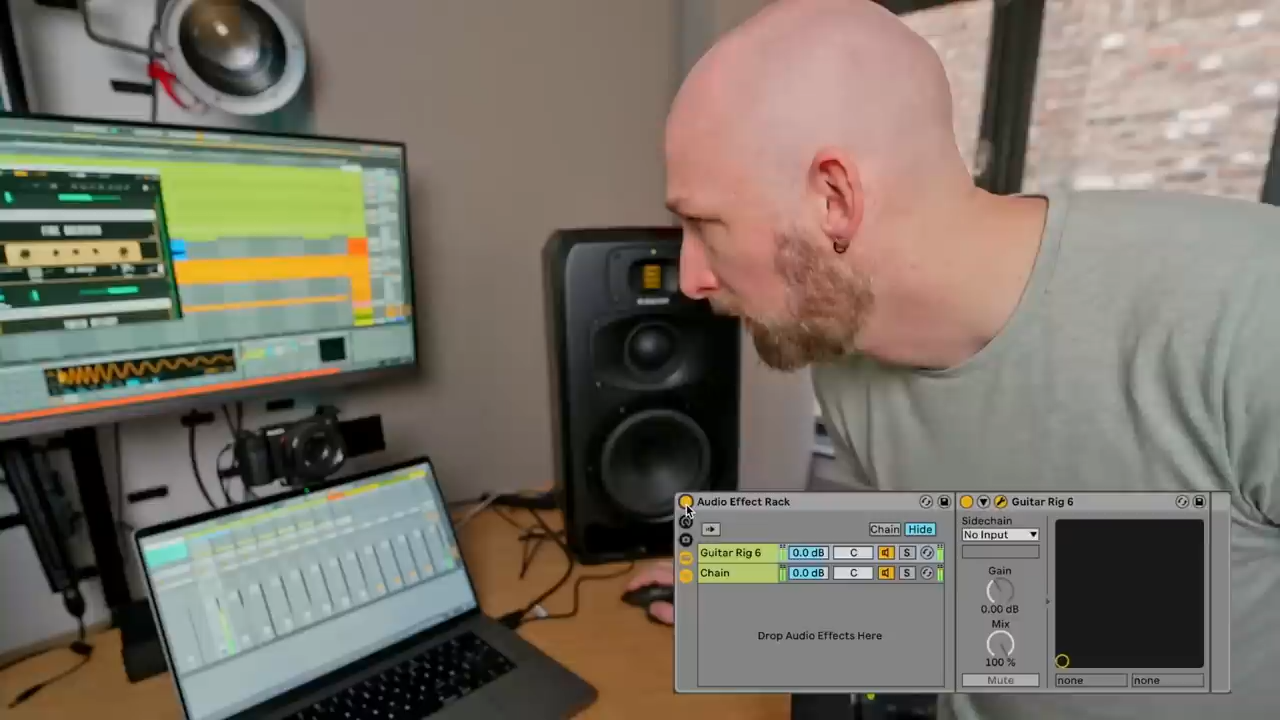 Audio Effect Rack
Guitar Rig 6
Chain Hide
Guitar Rig 6 0.0 dB C S
Chain 0.0 dB C S
Drop Audio Effects Here
Sidechain
No Input
Gain
0.00 dB
Mix
100 %
Mute
none none